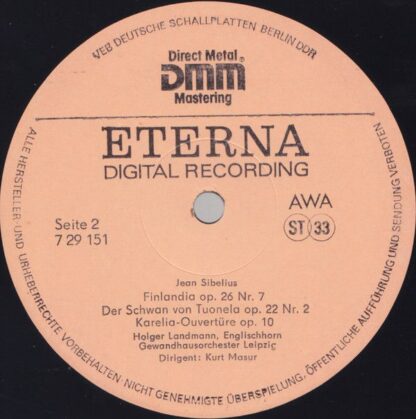 VEB DEUTSCHE SCHALLPLATTEN BERLIN DDR
Direct Metal
DMM
Mastering
ETERNA
DIGITAL RECORDING
AWA
Seite 2
ST 33
7 29 151
Jean Sibelius
Finlandia op. 26 Nr. 7
Der Schwan von Tuonela op. 22 Nr. 2
Karelia-Ouvertüre op. 10
Holger Landmann, Englischhorn
Gewandhausorchester Leipzig
Dirigent: Kurt Masur
ALLE HERSTELLER- UND URHEBERRECHTE VORBEHALTEN · NICHT GENEHMIGTE ÜBERSPIELUNG, ÖFFENTLICHE AUFFÜHRUNG UND SENDUNG VERBOTEN